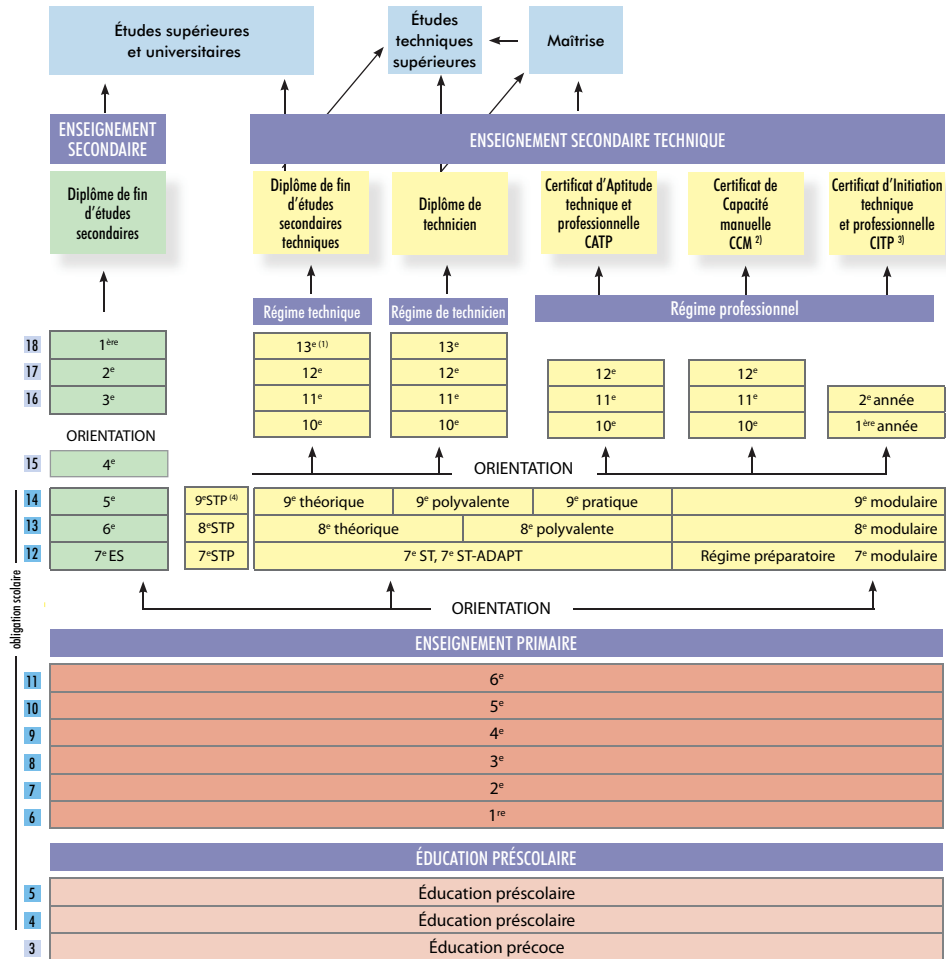 Études supérieures
et universitaires
Études
techniques
supérieures
Maîtrise
ENSEIGNEMENT
SECONDAIRE
ENSEIGNEMENT SECONDAIRE TECHNIQUE
Diplôme de fin
d'études
secondaires
Diplôme de fin
d'études
secondaires
techniques
Diplôme de
technicien
Certificat d'Aptitude
technique et
professionnelle
CATP
Certificat de
Capacité
manuelle
CCM 2)
Certificat d'Initiation
technique
et professionnelle
CITP 3)
Régime technique
Régime de technicien
Régime professionnel
18 1ère 13e (1) 13e
17 2e 12e 12e 12e 12e
16 3e 11e 11e 11e 11e 2e année
10e 10e 10e 10e 1ère année
ORIENTATION
15 4e
ORIENTATION
14 5e 9eSTP (4) 9e théorique 9e polyvalente 9e pratique 9e modulaire
13 6e 8eSTP 8e théorique 8e polyvalente 8e modulaire
12 7e ES 7eSTP 7e ST, 7e ST-ADAPT Régime préparatoire 7e modulaire
obligation scolaire
ORIENTATION
ENSEIGNEMENT PRIMAIRE
11 6e
10 5e
9 4e
8 3e
7 2e
6 1re
ÉDUCATION PRÉSCOLAIRE
5 Éducation préscolaire
4 Éducation préscolaire
3 Éducation précoce